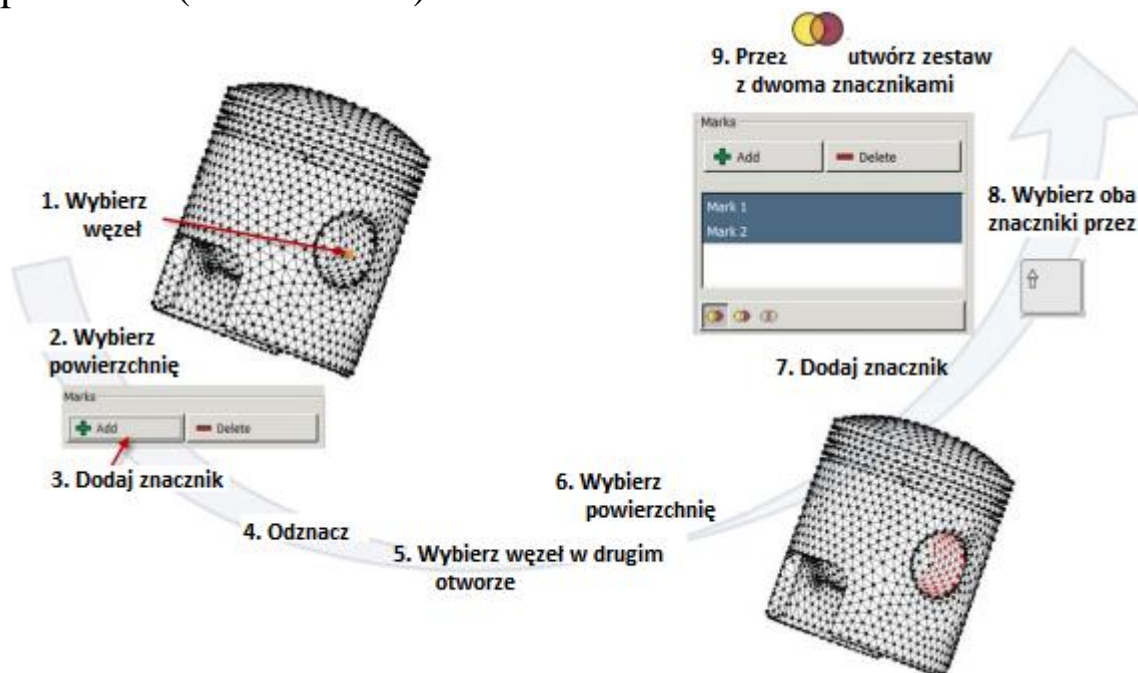 1. Wybierz
węzeł
2. Wybierz
powierzchnię
Marks
Add
Delete
3. Dodaj znacznik
4. Odznacz
5. Wybierz węzeł w drugim
otworze
6. Wybierz
powierzchnię
7. Dodaj znacznik
8. Wybierz oba
znaczniki przez
9. Przez utwórz zestaw
z dwoma znacznikami
Marks
Add
Delete
Mark 1
Mark 2